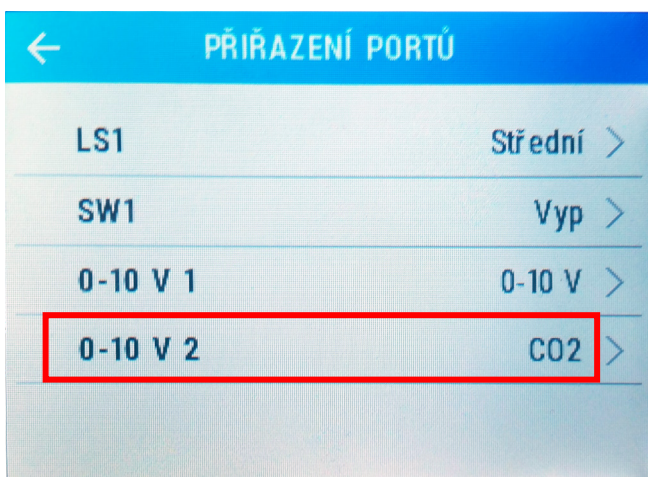 PŘIŘAZENÍ PORTŮ
LS1 Střední
SW1 Vyp
0-10 V 1 0-10 V
0-10 V 2 CO2